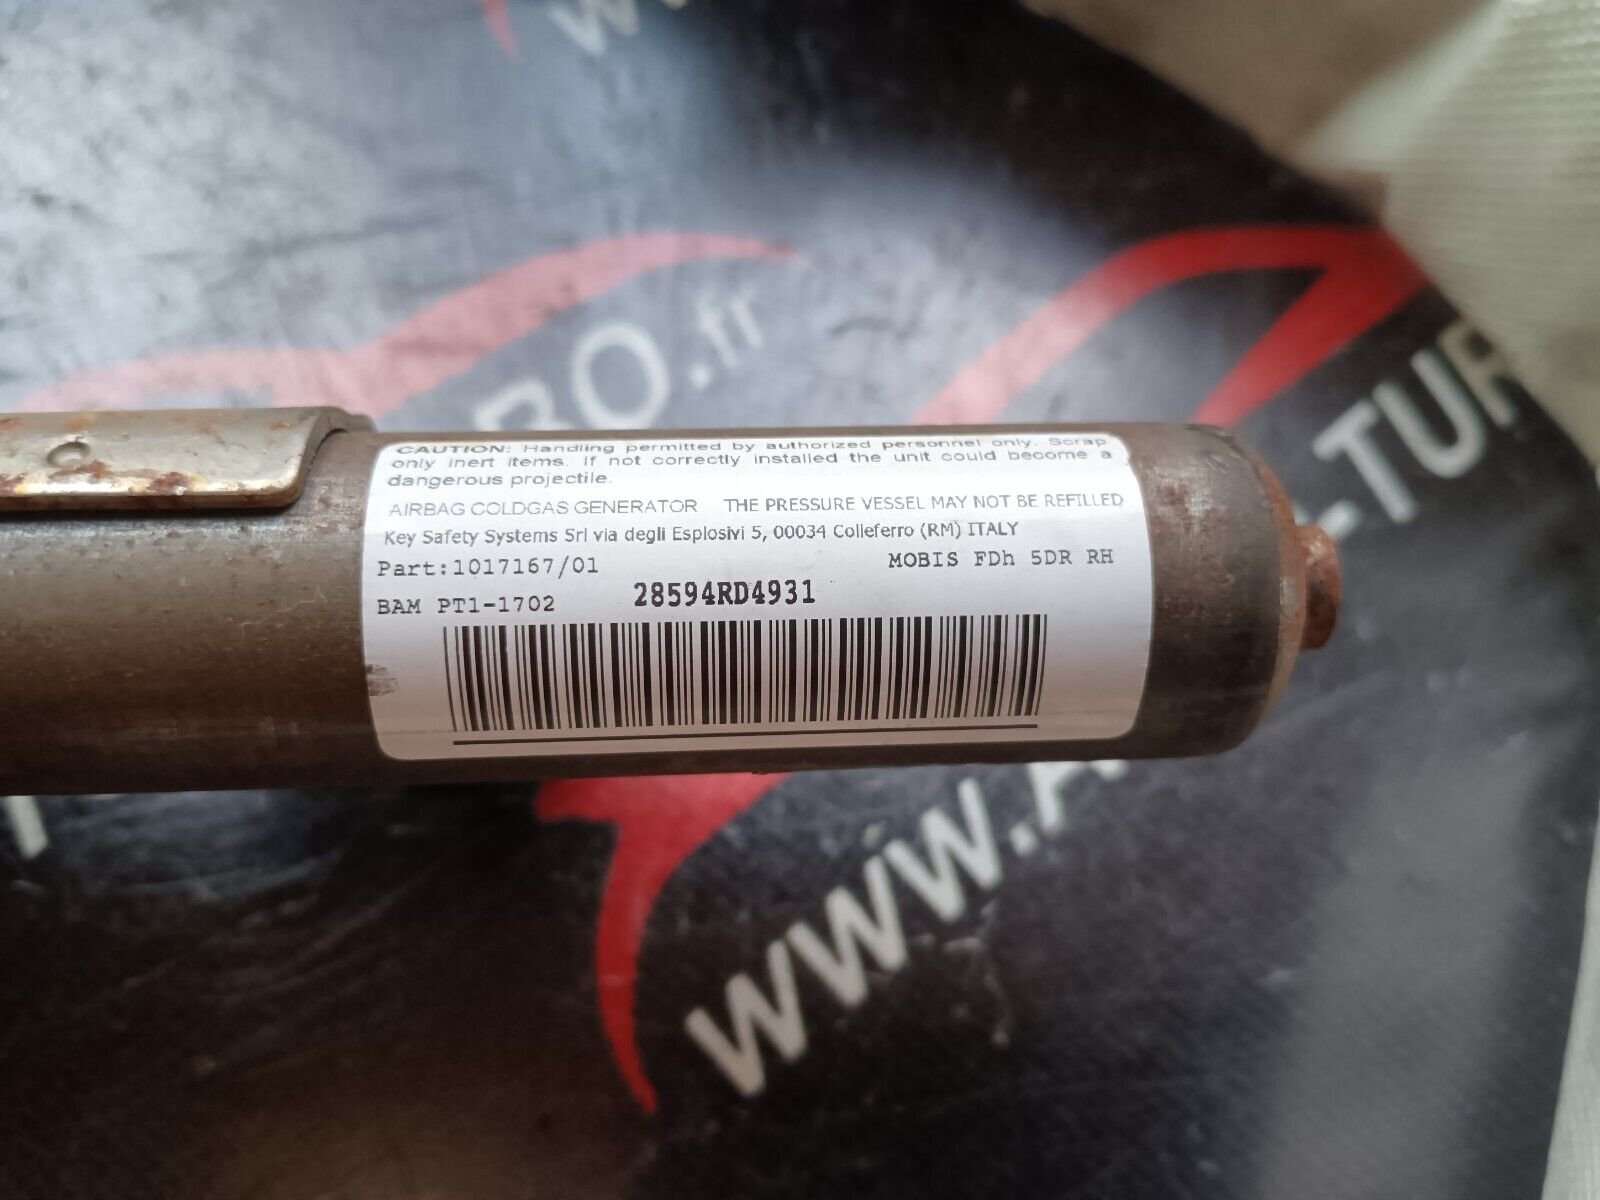 .fr
CAUTION: Handling permitted by authorized personnel only. Scrap
only inert items. If not correctly installed the unit could become a
dangerous projectile.
AIRBAG COLDGAS GENERATOR THE PRESSURE VESSEL MAY NOT BE REFILLED
Key Safety Systems Srl via degli Esplosivi 5, 00034 Colleferro (RM) ITALY
Part:1017167/01 MOBIS FDh 5DR RH
BAM PT1-1702 28594RD4931
-TUR
WWW.A